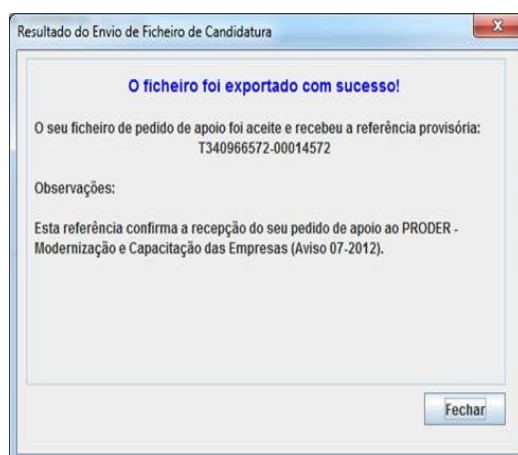 Resultado do Envio de Ficheiro de Candidatura
O ficheiro foi exportado com sucesso!
O seu ficheiro de pedido de apoio foi aceite e recebeu a referência provisória:
T340966572-00014572
Observações:
Esta referência confirma a recepção do seu pedido de apoio ao PRODER -
Modernização e Capacitação das Empresas (Aviso 07-2012).
Fechar